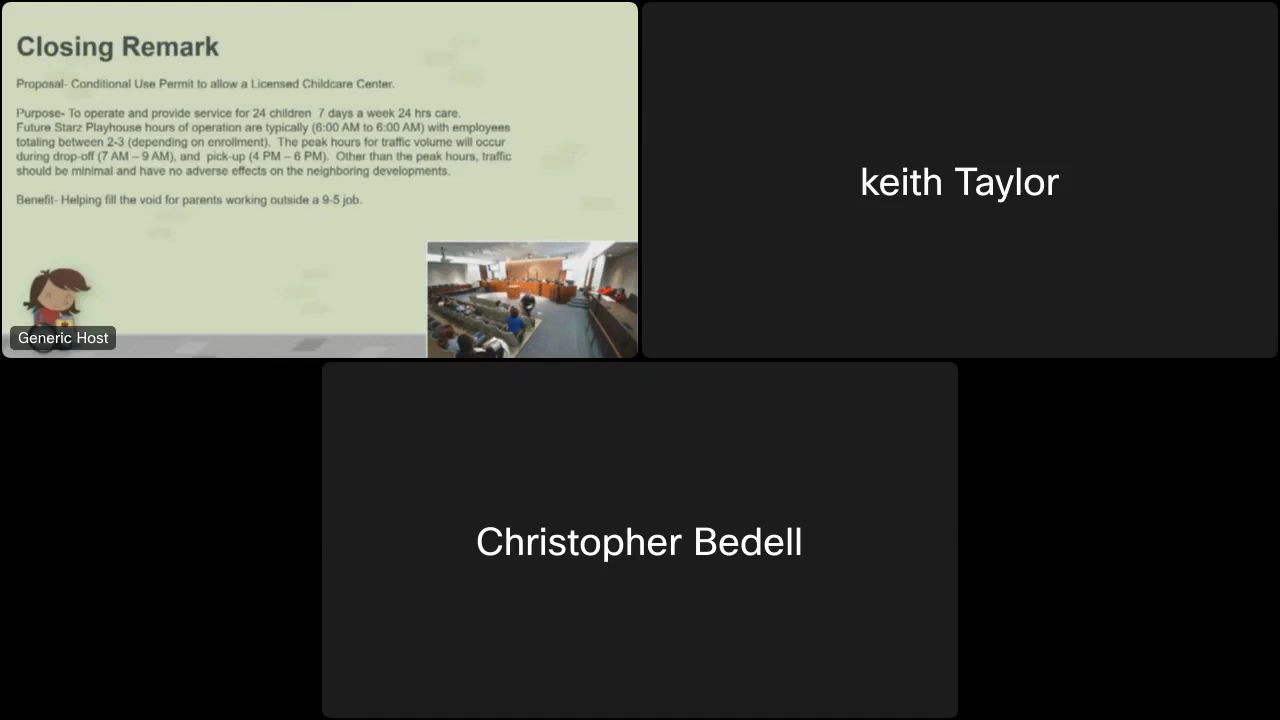 Closing Remark
Proposal- Conditional Use Permit to allow a Licensed Childcare Center.
Purpose- To operate and provide service for 24 children 7 days a week 24 hrs care.
Future Starz Playhouse hours of operation are typically (6:00 AM to 6:00 AM) with employees
totaling between 2-3 (depending on enrollment). The peak hours for traffic volume will occur
during drop-off (7 AM – 9 AM), and pick-up (4 PM – 6 PM). Other than the peak hours, traffic
should be minimal and have no adverse effects on the neighboring developments.
Benefit- Helping fill the void for parents working outside a 9-5 job.
Generic Host
keith Taylor
Christopher Bedell